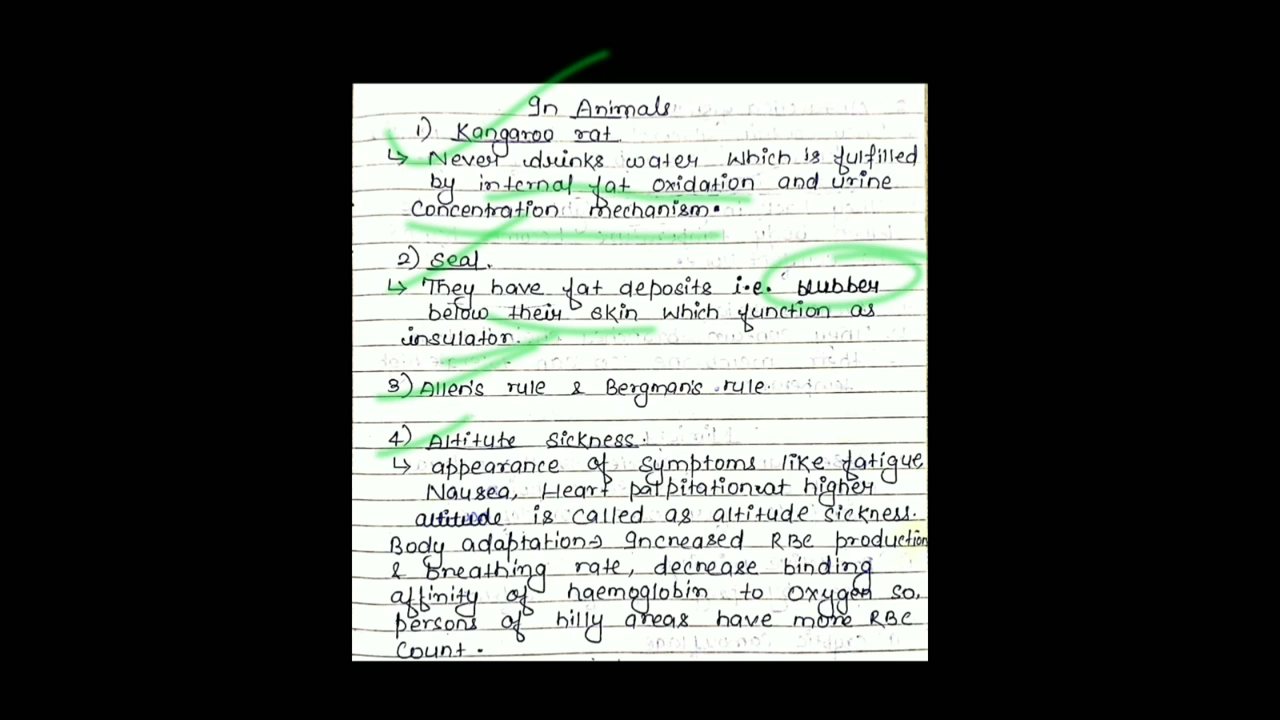 In Animals
1) Kangaroo rat
↳ Never drinks water which is fulfilled
by internal fat oxidation and urine
concentration mechanism.
2) Seal.
↳ They have fat deposits i.e. blubber
below their skin which function as
insulator.
3) Allen's rule & Bergman's rule.
4) Altitute sickness.
↳ appearance of symptoms like fatigue
Nausea, Heart palpitation at higher
altitude is called as altitude sickness.
Body adaptation → Increased RBC production
& breathing rate, decrease binding
affinity of haemoglobin to oxygen so,
persons of hilly areas have more RBC
count.